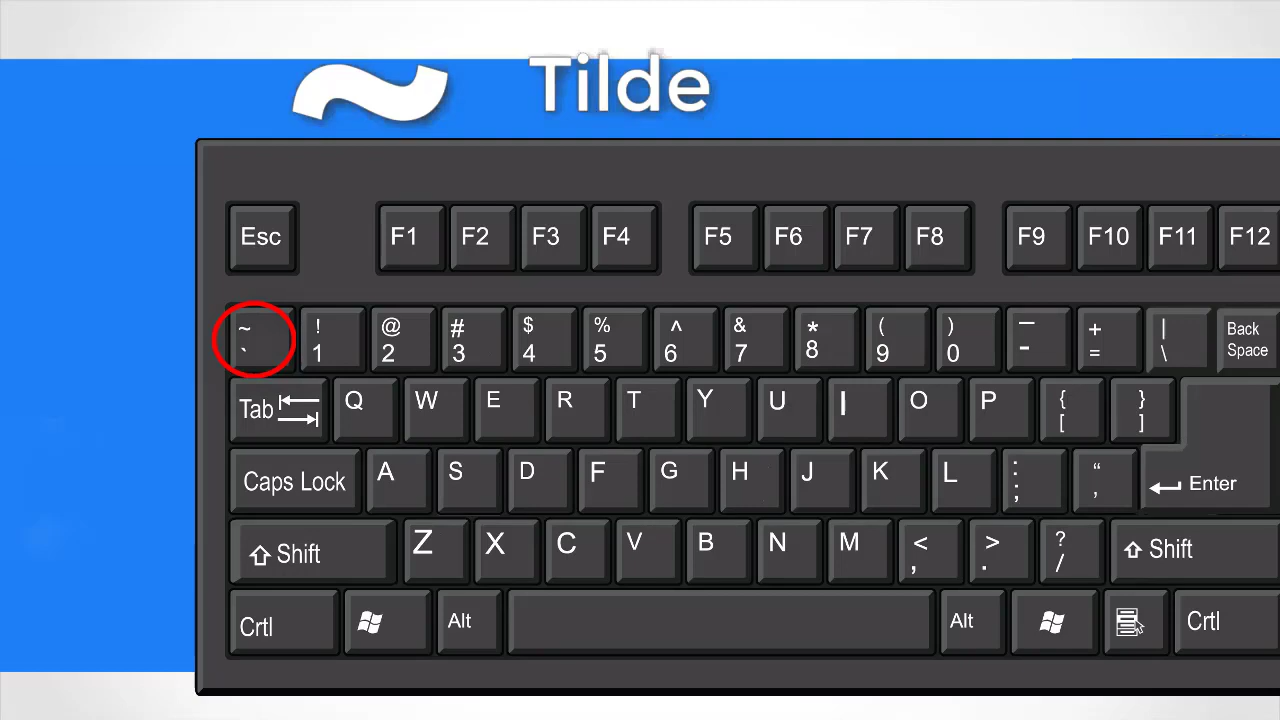 ~ Tilde
Esc F1 F2 F3 F4 F5 F6 F7 F8 F9 F10 F11 F12
~ ! @ # $ % ^ & * ( ) _ + | Back
` 1 2 3 4 5 6 7 8 9 0 - = \ Space
Tab Q W E R T Y U I O P { }
[ ]
Caps Lock A S D F G H J K L : “
; , Enter
Shift Z X C V B N M < > ? Shift
, . /
Crtl Alt Alt Crtl